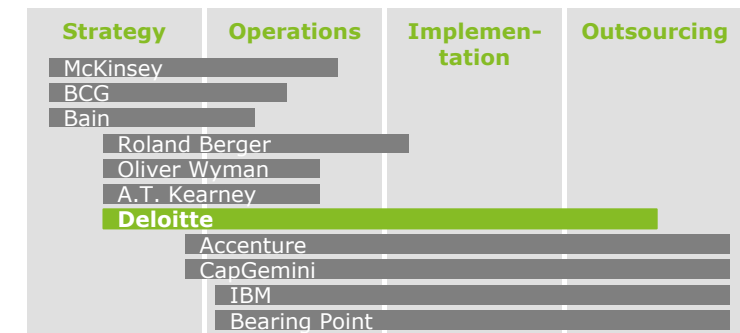 Strategy
Operations
Implemen-
tation
Outsourcing
McKinsey
BCG
Bain
Roland Berger
Oliver Wyman
A.T. Kearney
Deloitte
Accenture
CapGemini
IBM
Bearing Point